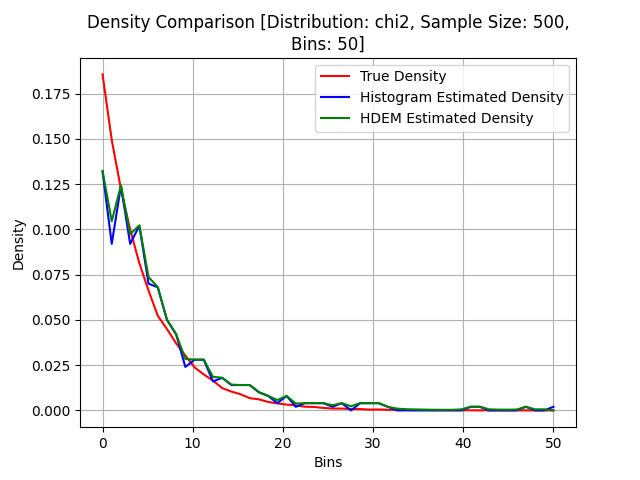 Density Comparison [Distribution: chi2, Sample Size: 500,
Bins: 50]
True Density
Histogram Estimated Density
HDEM Estimated Density
Density
0.175
0.150
0.125
0.100
0.075
0.050
0.025
0.000
0 10 20 30 40 50
Bins